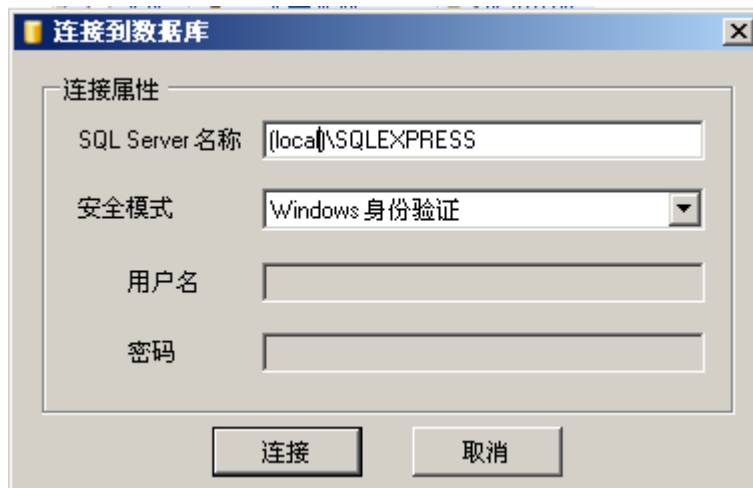 连接到数据库
连接属性
SQL Server 名称 (local)\SQLEXPRESS
安全模式 Windows 身份验证
用户名
密码
连接 取消